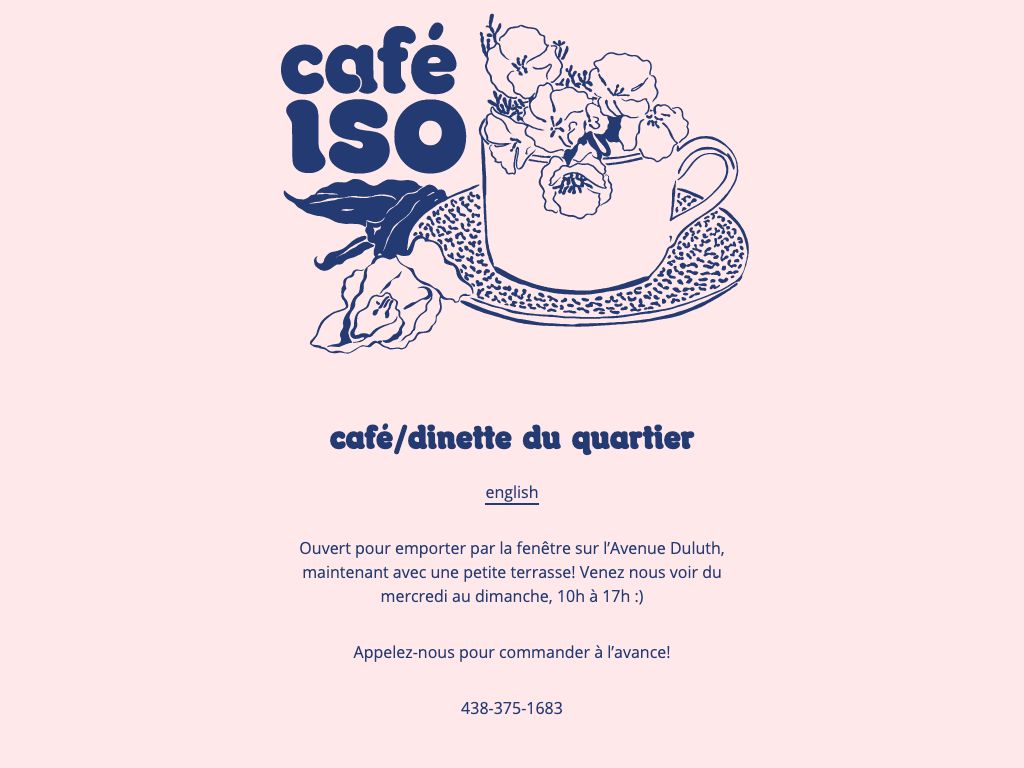 café
ISO
café/dinette du quartier
english
Ouvert pour emporter par la fenêtre sur l’Avenue Duluth,
maintenant avec une petite terrasse! Venez nous voir du
mercredi au dimanche, 10h à 17h :)
Appelez-nous pour commander à l’avance!
438-375-1683